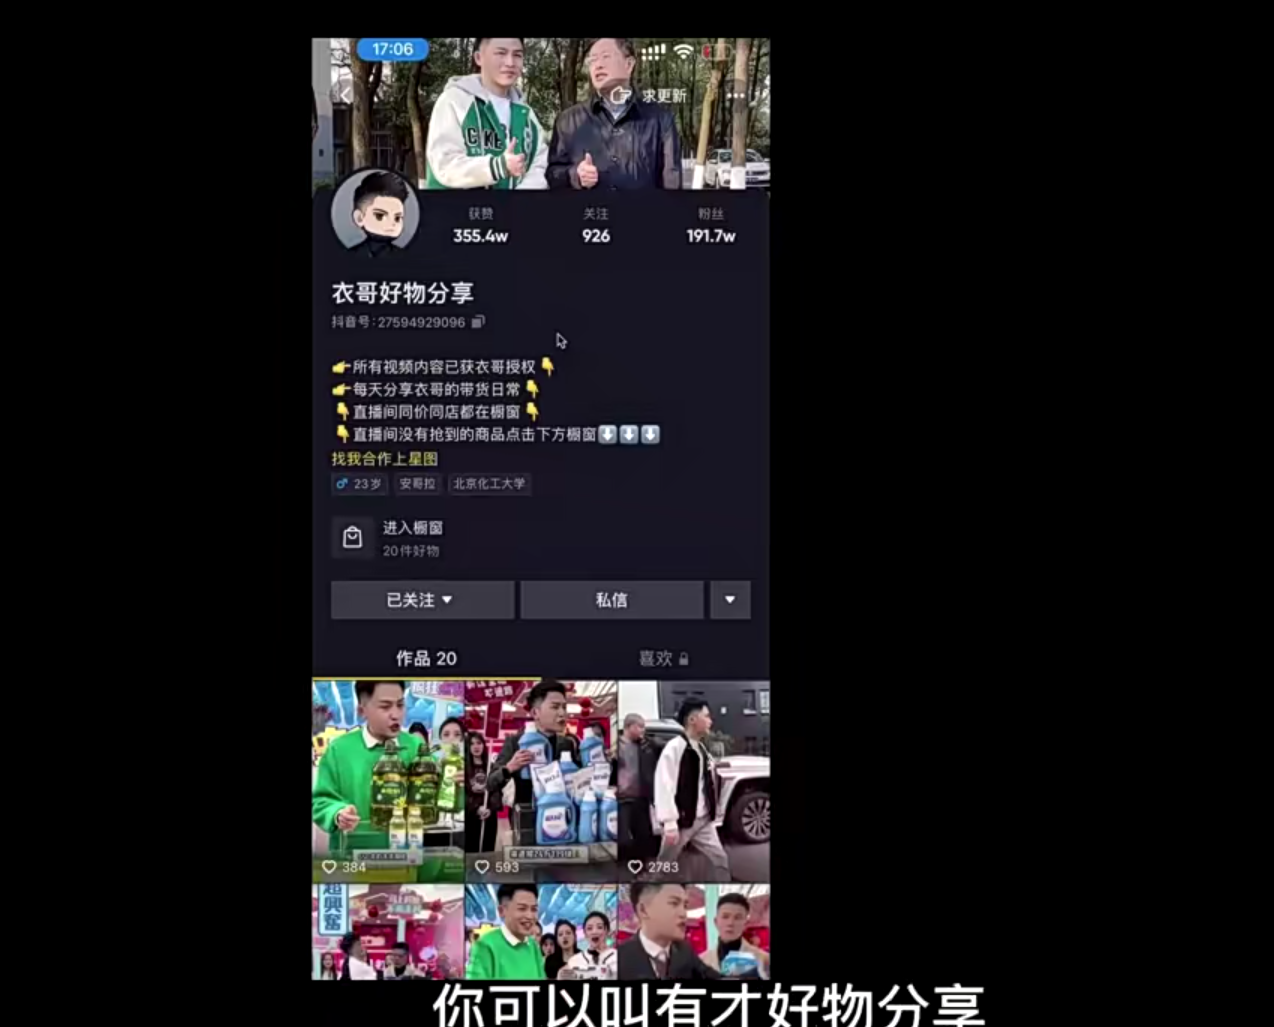 17:06
求更新
获赞 关注 粉丝
355.4w 926 191.7w
衣哥好物分享
抖音号:27594929096
👉所有视频内容已获衣哥授权👇
👉每天分享衣哥的带货日常👇
👇直播间同价同店都在橱窗👇
👇直播间没有抢到的商品点击下方橱窗⬇️⬇️⬇️
找我合作上星图
♂ 23岁 安哥拉 北京化工大学
进入橱窗
20件好物
已关注 私信
作品 20 喜欢
384 593 2783
超興奮
你可以叫有才好物分享